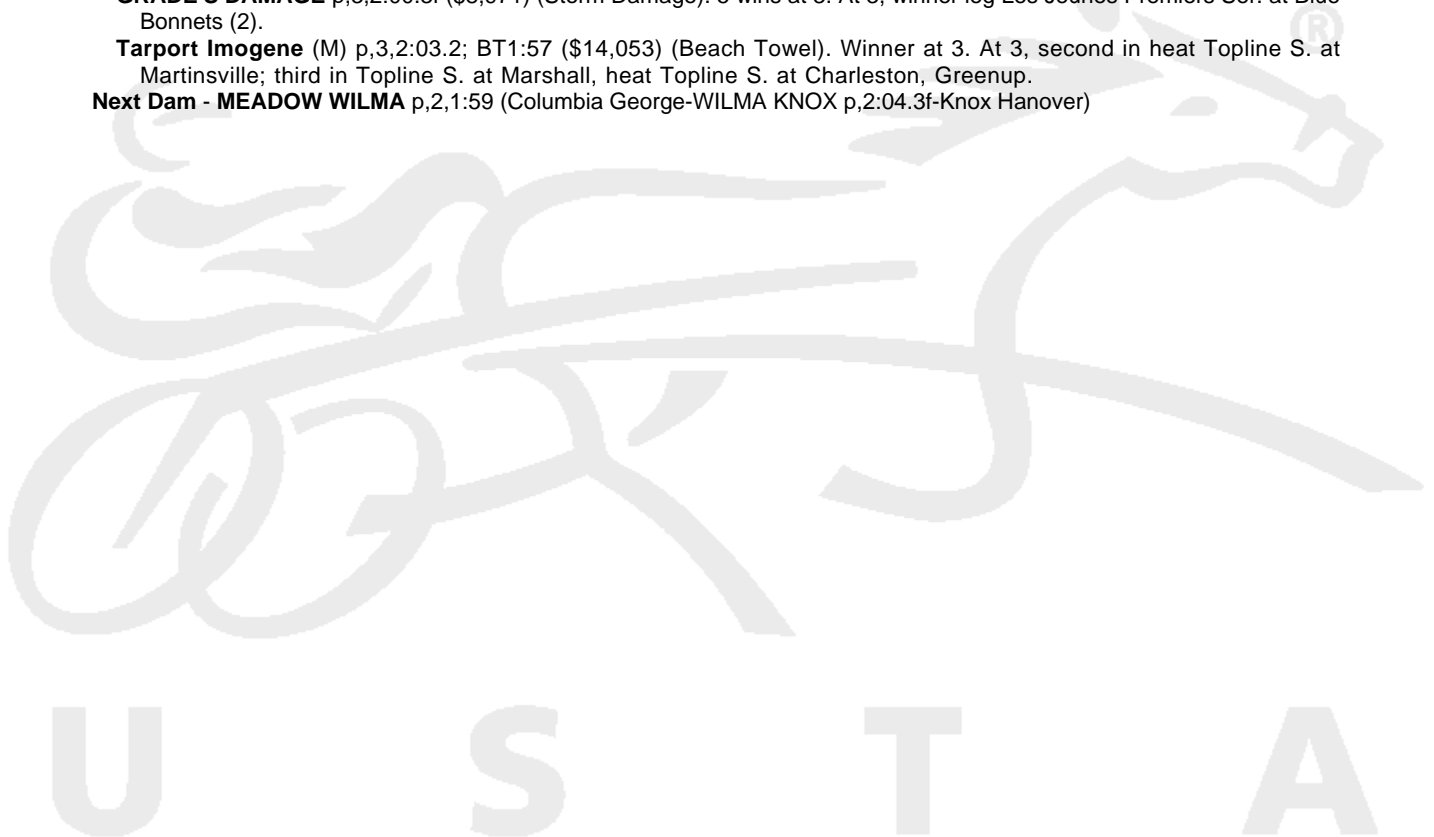 Bonnets (2).
Tarport Imogene (M) p,3,2:03.2; BT1:57 ($14,053) (Beach Towel). Winner at 3. At 3, second in heat Topline S. at
Martinsville; third in Topline S. at Marshall, heat Topline S. at Charleston, Greenup.
Next Dam - MEADOW WILMA p,2,1:59 (Columbia George-WILMA KNOX p,2:04.3f-Knox Hanover)
®
U S T A